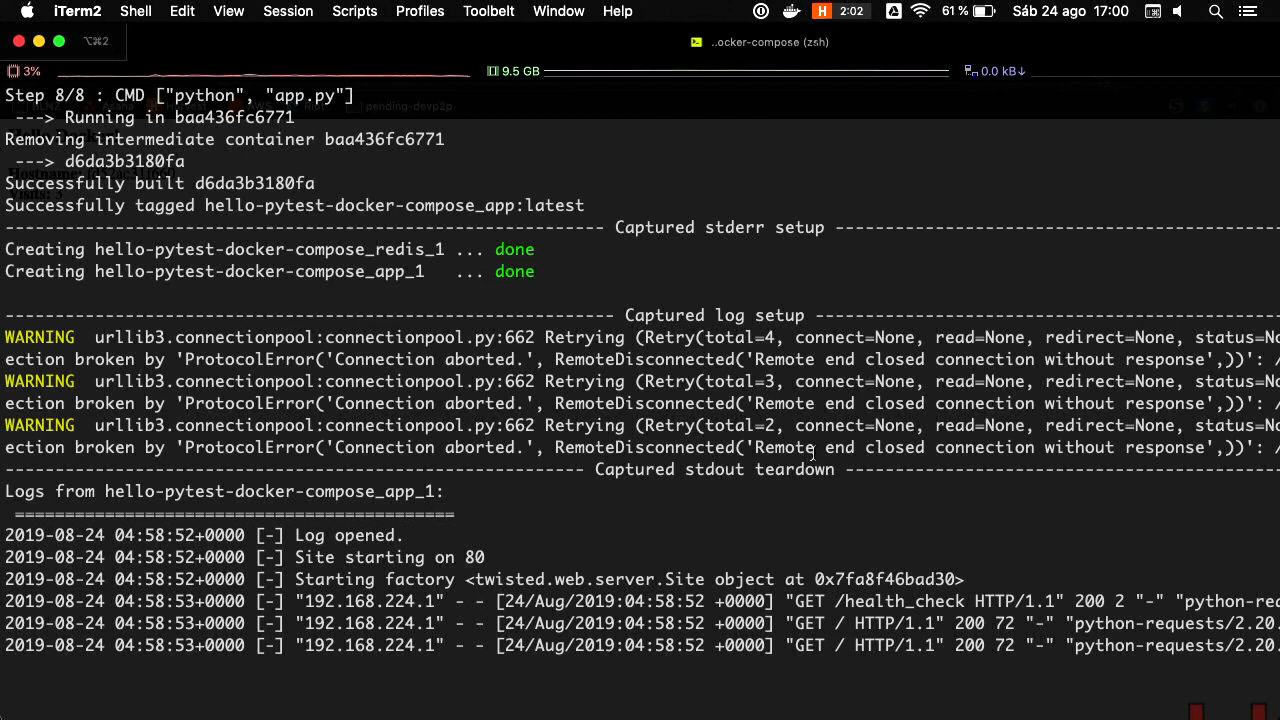 iTerm2 Shell Edit View Session Scripts Profiles Toolbelt Window Help H 2:02 61 % Sáb 24 ago 17:00
⌥⌘2 ..ocker-compose (zsh)
3% 9.5 GB 0.0 kB↓
Step 8/8 : CMD ["python", "app.py"]
pending-devp2p
 ---> Running in baa436fc6771
Removing intermediate container baa436fc6771
 ---> d6da3b3180fa
Hostname:
Successfully built d6da3b3180fa
Visits: 3
Successfully tagged hello-pytest-docker-compose_app:latest
------------------------------------------------------------ Captured stderr setup ---------------------------------------------
Creating hello-pytest-docker-compose_redis_1 ... done
Creating hello-pytest-docker-compose_app_1   ... done
------------------------------------------------------------- Captured log setup -----------------------------------------------
WARNING  urllib3.connectionpool:connectionpool.py:662 Retrying (Retry(total=4, connect=None, read=None, redirect=None, status=No
ection broken by 'ProtocolError('Connection aborted.', RemoteDisconnected('Remote end closed connection without response',))': /
WARNING  urllib3.connectionpool:connectionpool.py:662 Retrying (Retry(total=3, connect=None, read=None, redirect=None, status=No
ection broken by 'ProtocolError('Connection aborted.', RemoteDisconnected('Remote end closed connection without response',))': /
WARNING  urllib3.connectionpool:connectionpool.py:662 Retrying (Retry(total=2, connect=None, read=None, redirect=None, status=No
ection broken by 'ProtocolError('Connection aborted.', RemoteDisconnected('Remote end closed connection without response',))': /
---------------------------------------------------------- Captured stdout teardown --------------------------------------------
Logs from hello-pytest-docker-compose_app_1:
 ============================================
2019-08-24 04:58:52+0000 [-] Log opened.
2019-08-24 04:58:52+0000 [-] Site starting on 80
2019-08-24 04:58:52+0000 [-] Starting factory <twisted.web.server.Site object at 0x7fa8f46bad30>
2019-08-24 04:58:53+0000 [-] "192.168.224.1" - - [24/Aug/2019:04:58:52 +0000] "GET /health_check HTTP/1.1" 200 2 "-" "python-req
2019-08-24 04:58:53+0000 [-] "192.168.224.1" - - [24/Aug/2019:04:58:52 +0000] "GET / HTTP/1.1" 200 72 "-" "python-requests/2.20.
2019-08-24 04:58:53+0000 [-] "192.168.224.1" - - [24/Aug/2019:04:58:52 +0000] "GET / HTTP/1.1" 200 72 "-" "python-requests/2.20.